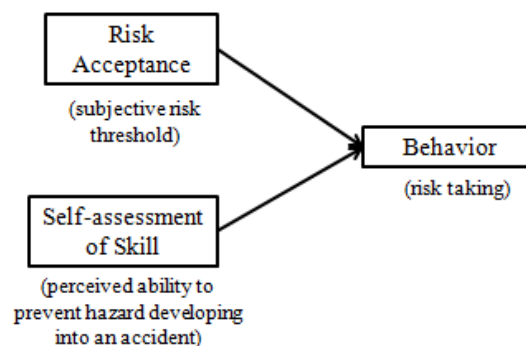 Risk
Acceptance
(subjective risk
threshold)
Behavior
(risk taking)
Self-assessment
of Skill
(perceived ability to
prevent hazard developing
into an accident)